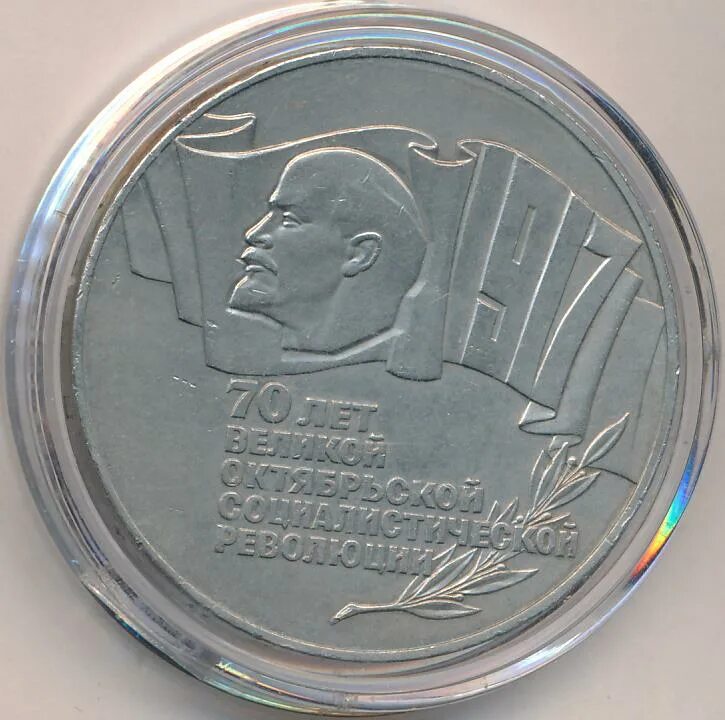 1917
70 ЛЕТ
ВЕЛИКОЙ
ОКТЯБРЬСКОЙ
СОЦИАЛИСТИЧЕСКОЙ
РЕВОЛЮЦИИ